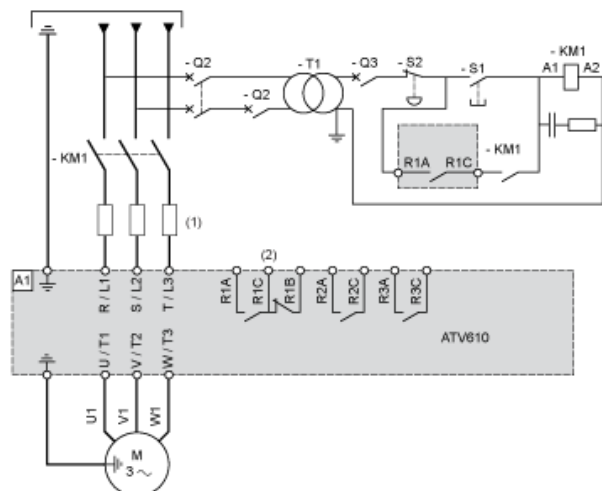 - Q2
- T1
- Q3
- S2
- S1
- KM1
A1
A2
- Q2
- KM1
R1A
R1C
- KM1
(1)
(2)
A1
R / L1
S / L2
T / L3
R1A
R1C
R1B
R2A
R2C
R3A
R3C
ATV610
U / T1
V / T2
W / T3
U1
V1
W1
M
3 ~